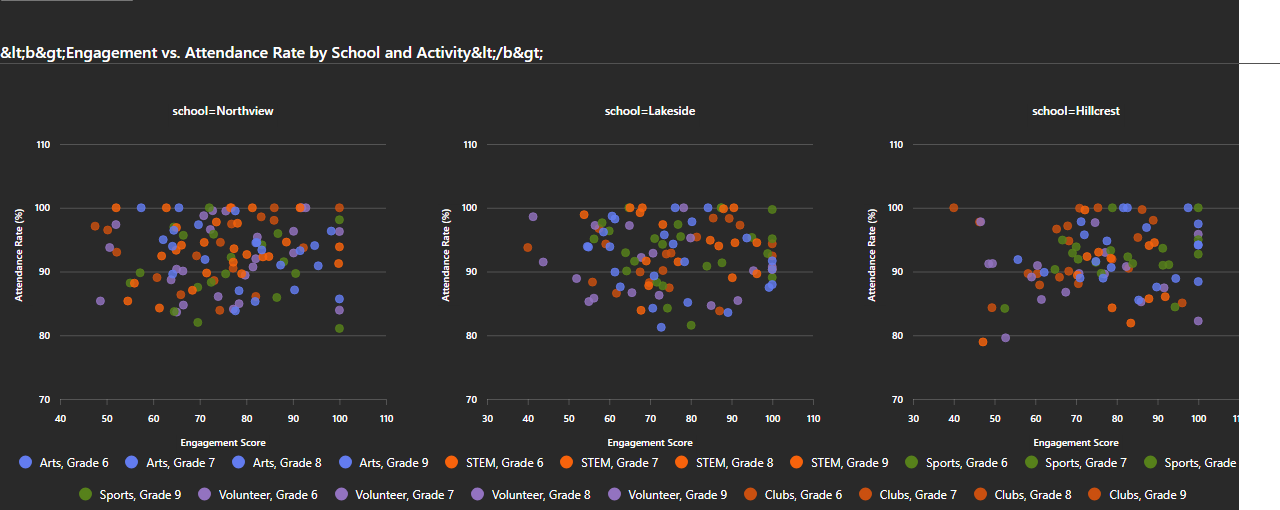 &lt;b&gt;Engagement vs. Attendance Rate by School and Activity&lt;/b&gt;
school=Northview school=Lakeside school=Hillcrest
110 110 110
100 100 100
90 90 90
80 80 80
70 70 70
Attendance Rate (%) Attendance Rate (%) Attendance Rate (%)
40 50 60 70 80 90 100 110 30 40 50 60 70 80 90 100 110 30 40 50 60 70 80 90 100
Engagement Score Engagement Score Engagement Score
Arts, Grade 6 Arts, Grade 7 Arts, Grade 8 Arts, Grade 9 STEM, Grade 6 STEM, Grade 7 STEM, Grade 8 STEM, Grade 9 Sports, Grade 6 Sports, Grade 7 Sports, Grade
Sports, Grade 9 Volunteer, Grade 6 Volunteer, Grade 7 Volunteer, Grade 8 Volunteer, Grade 9 Clubs, Grade 6 Clubs, Grade 7 Clubs, Grade 8 Clubs, Grade 9